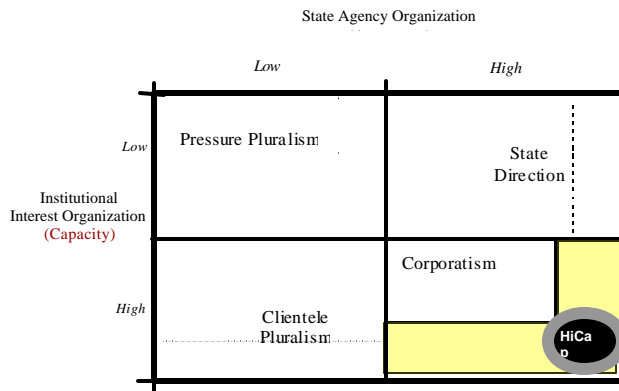 State Agency Organization
Low
High
Low
Pressure Pluralism
State
Direction
Institutional
Interest Organization
(Capacity)
Corporatism
High
Clientele
Pluralism
HiCa
p